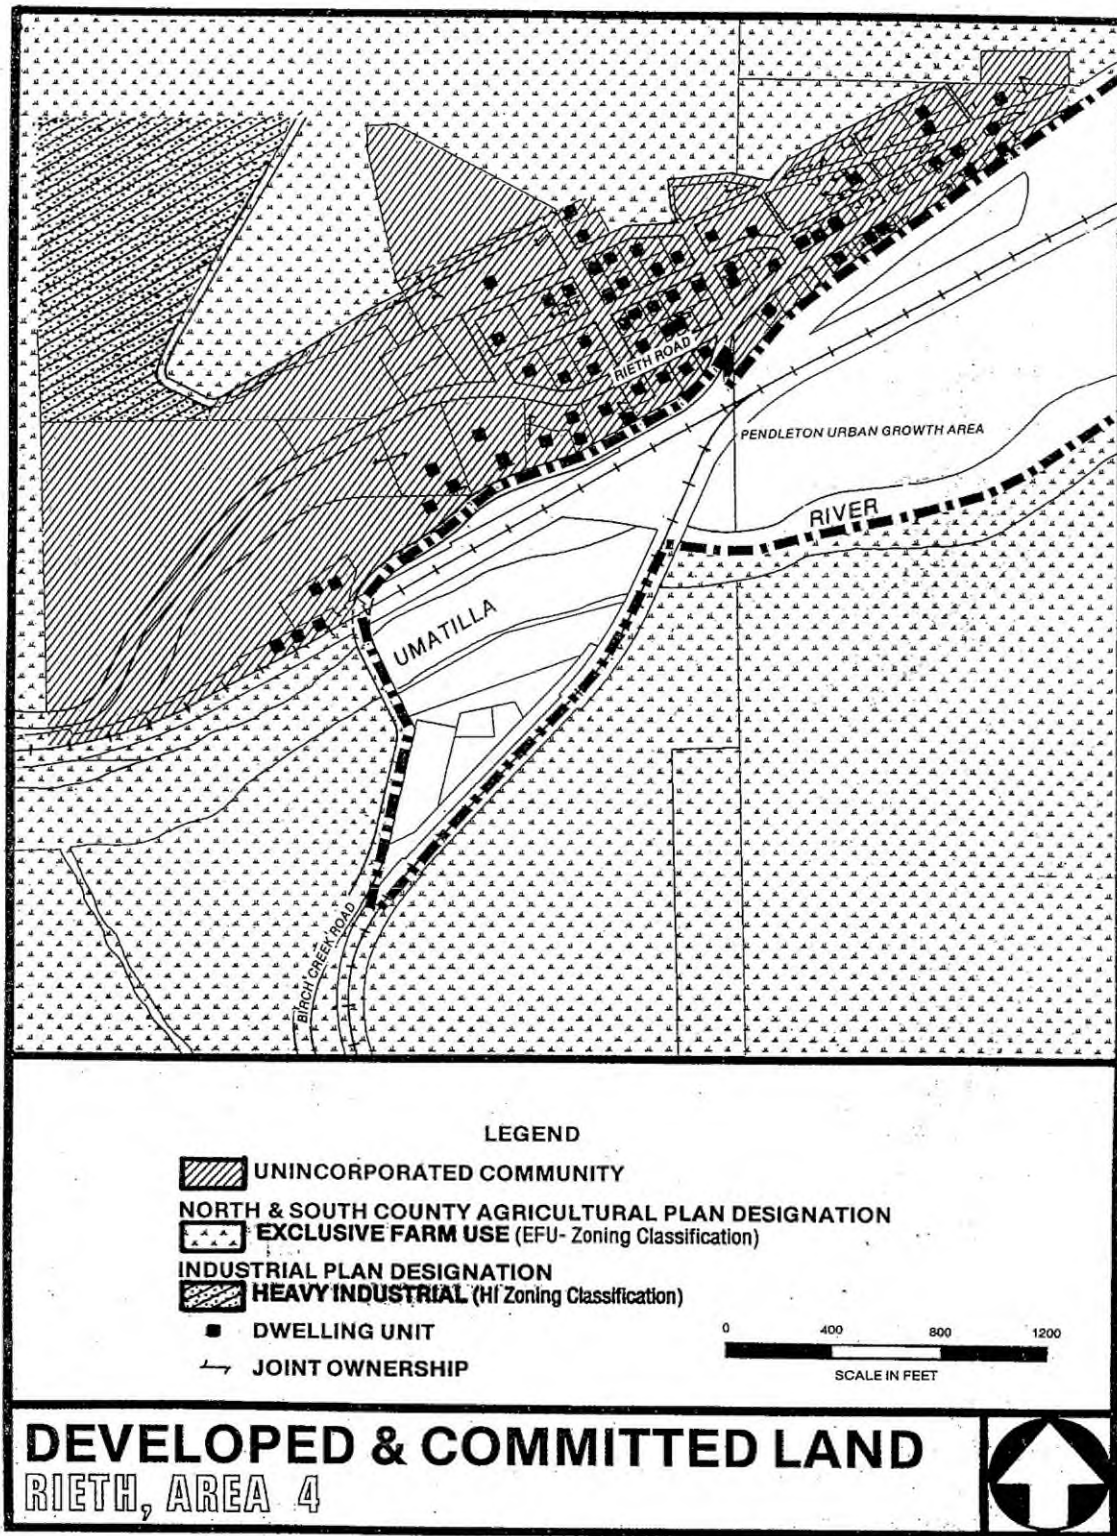 RIETH ROAD
PENDLETON URBAN GROWTH AREA
RIVER
UMATILLA
BIRCH CREEK ROAD
LEGEND
UNINCORPORATED COMMUNITY
NORTH & SOUTH COUNTY AGRICULTURAL PLAN DESIGNATION
EXCLUSIVE FARM USE (EFU- Zoning Classification)
INDUSTRIAL PLAN DESIGNATION
HEAVY INDUSTRIAL (HI Zoning Classification)
DWELLING UNIT
JOINT OWNERSHIP
0 400 800 1200
SCALE IN FEET
DEVELOPED & COMMITTED LAND
RIETH, AREA 4